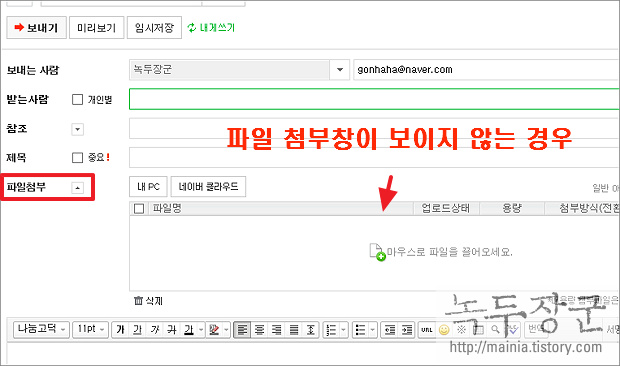 보내기 미리보기 임시저장 내게쓰기
보내는 사람 녹두장군 gonhaha@naver.com
받는사람 개인별
참조
파일 첨부창이 보이지 않는 경우
제목 중요!
파일첨부 내 PC 네이버 클라우드 일반
파일명 업로드상태 용량 첨부방식(전환
마우스로 파일을 끌어오세요.
삭제
녹두장군
나눔고딕 11pt 가 가 가 가 가 가 URL 번역 서명
http://mainia.tistory.com